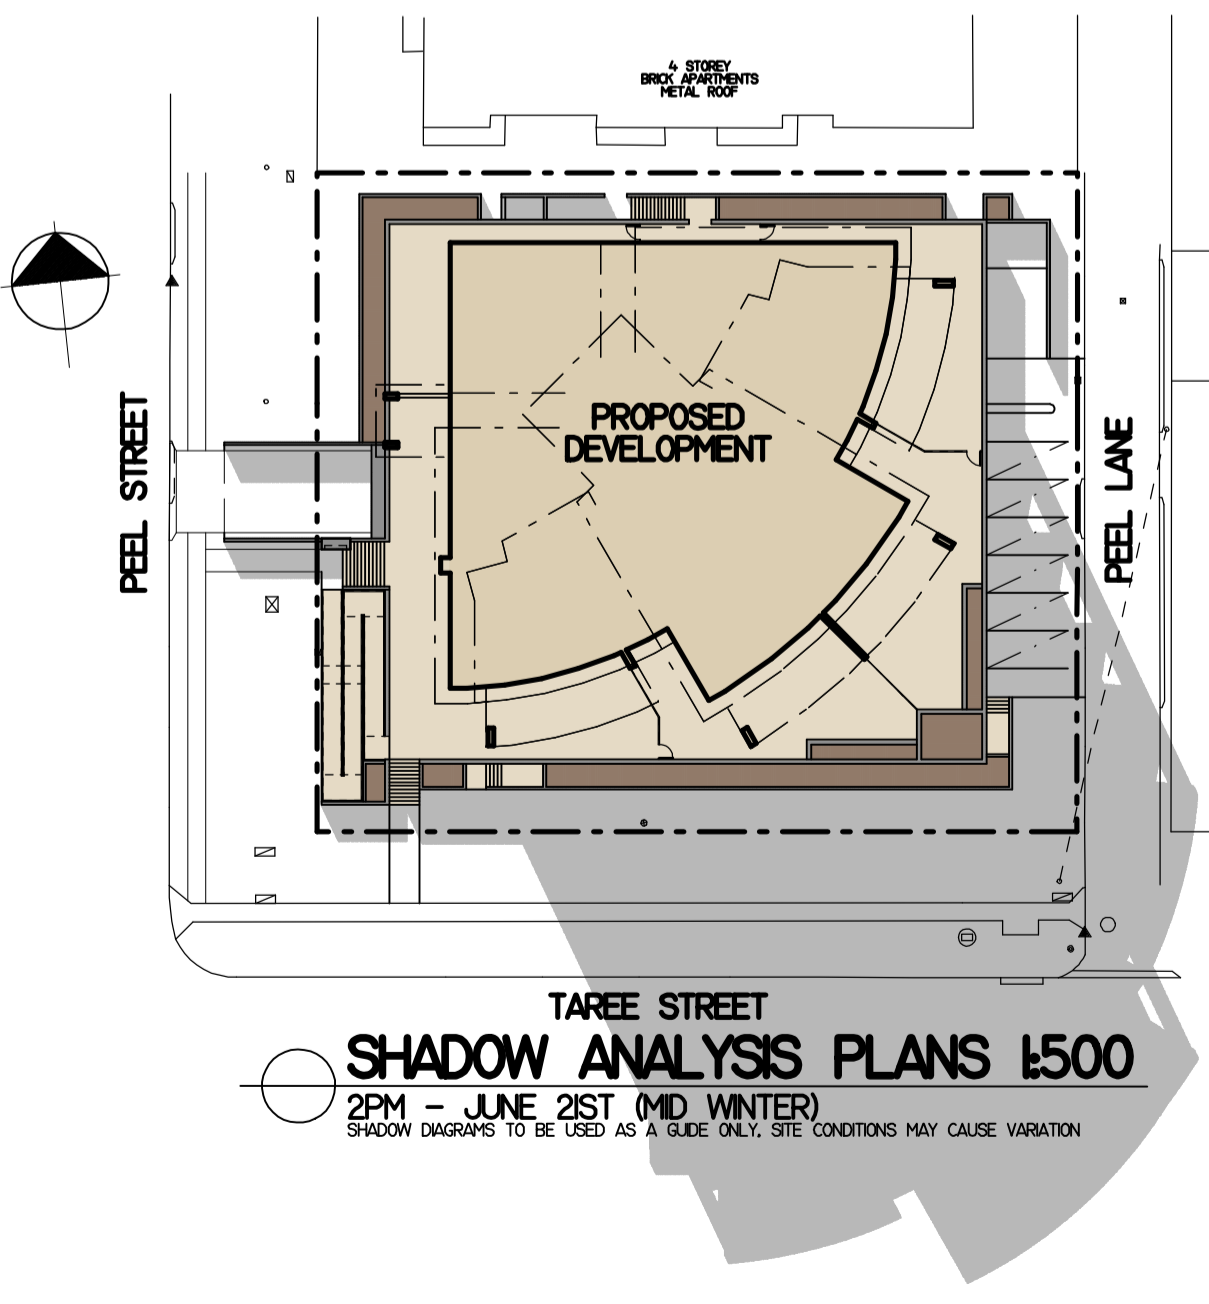 4 STOREY
BRICK APARTMENTS
METAL ROOF
PROPOSED
DEVELOPMENT
PEEL STREET
PEEL LANE
TAREE STREET
SHADOW ANALYSIS PLANS 1:500
2PM - JUNE 21ST (MID WINTER)
SHADOW DIAGRAMS TO BE USED AS A GUIDE ONLY. SITE CONDITIONS MAY CAUSE VARIATION